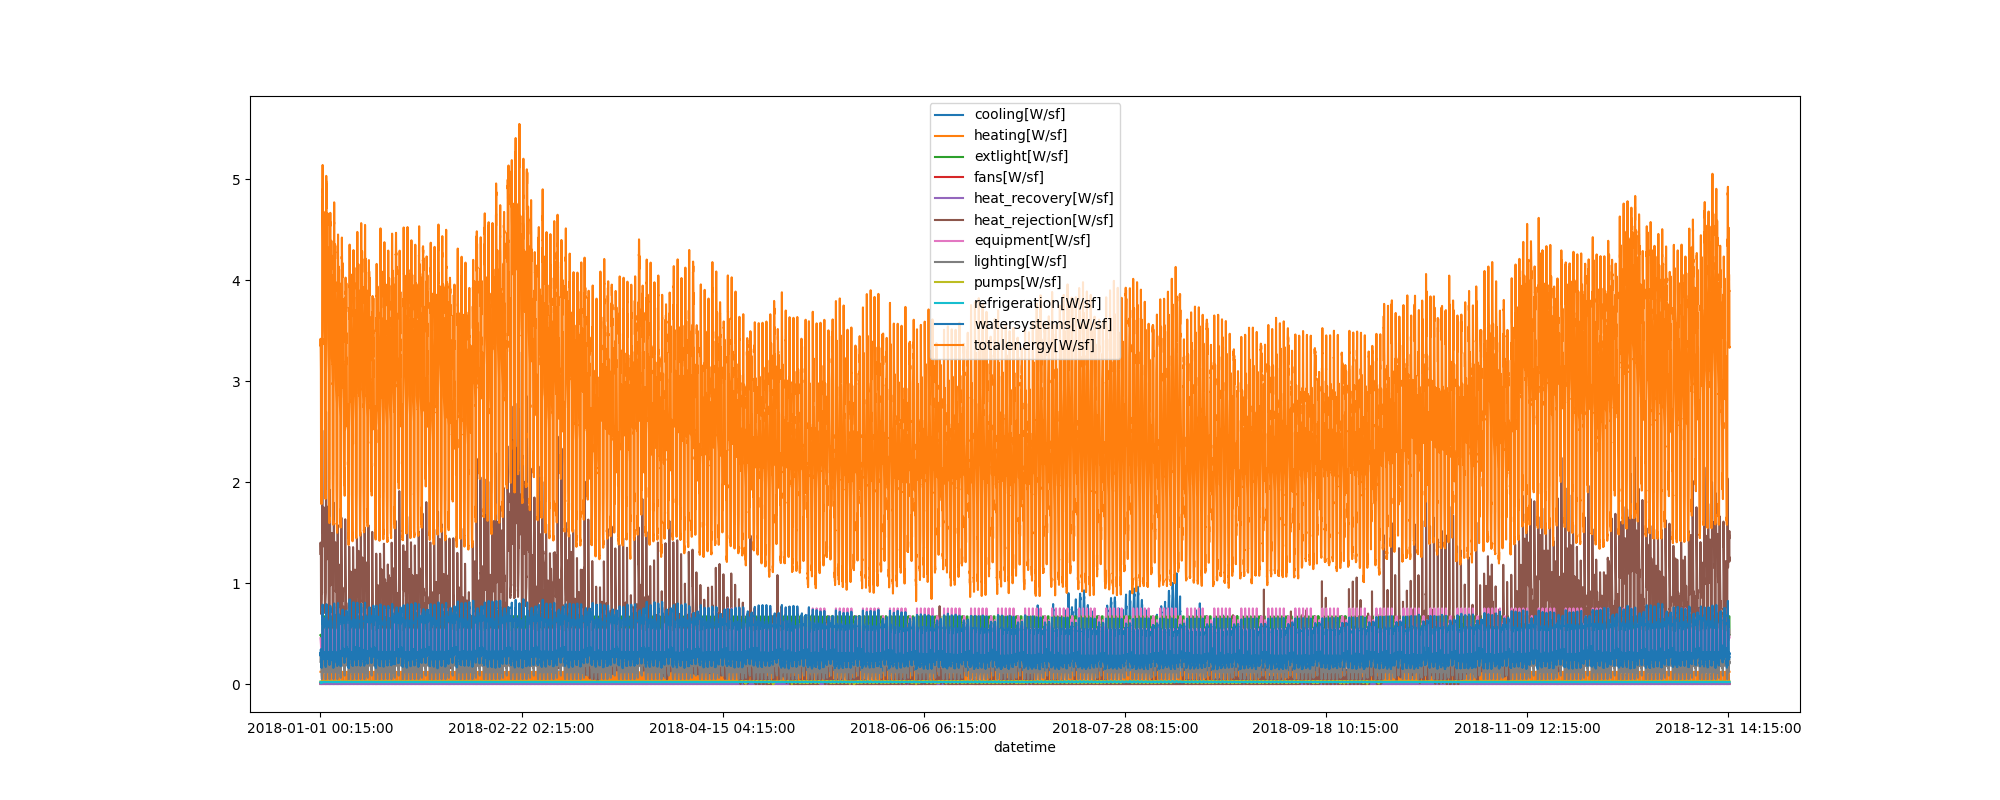 cooling[W/sf]
heating[W/sf]
extlight[W/sf]
fans[W/sf]
heat_recovery[W/sf]
heat_rejection[W/sf]
equipment[W/sf]
lighting[W/sf]
pumps[W/sf]
refrigeration[W/sf]
watersystems[W/sf]
totalenergy[W/sf]
5
4
3
2
1
0
2018-01-01 00:15:00 2018-02-22 02:15:00 2018-04-15 04:15:00 2018-06-06 06:15:00 2018-07-28 08:15:00 2018-09-18 10:15:00 2018-11-09 12:15:00 2018-12-31 14:15:00
datetime